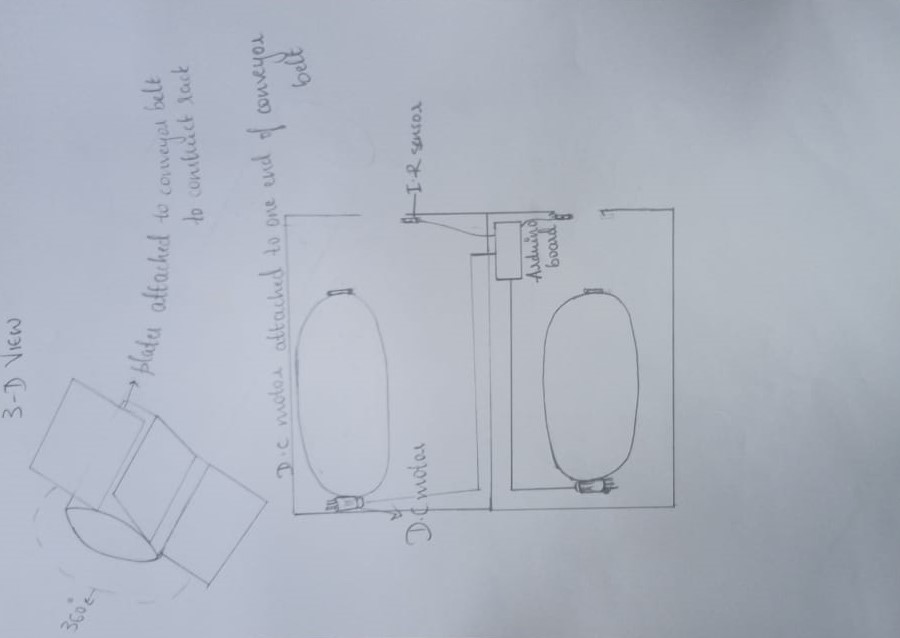 3-D VIEW
360°
plates attached to conveyor belt
to construct rack
D.C motor attached to one end of conveyor
belt
I.R sensor
Arduino
board
D.C motor